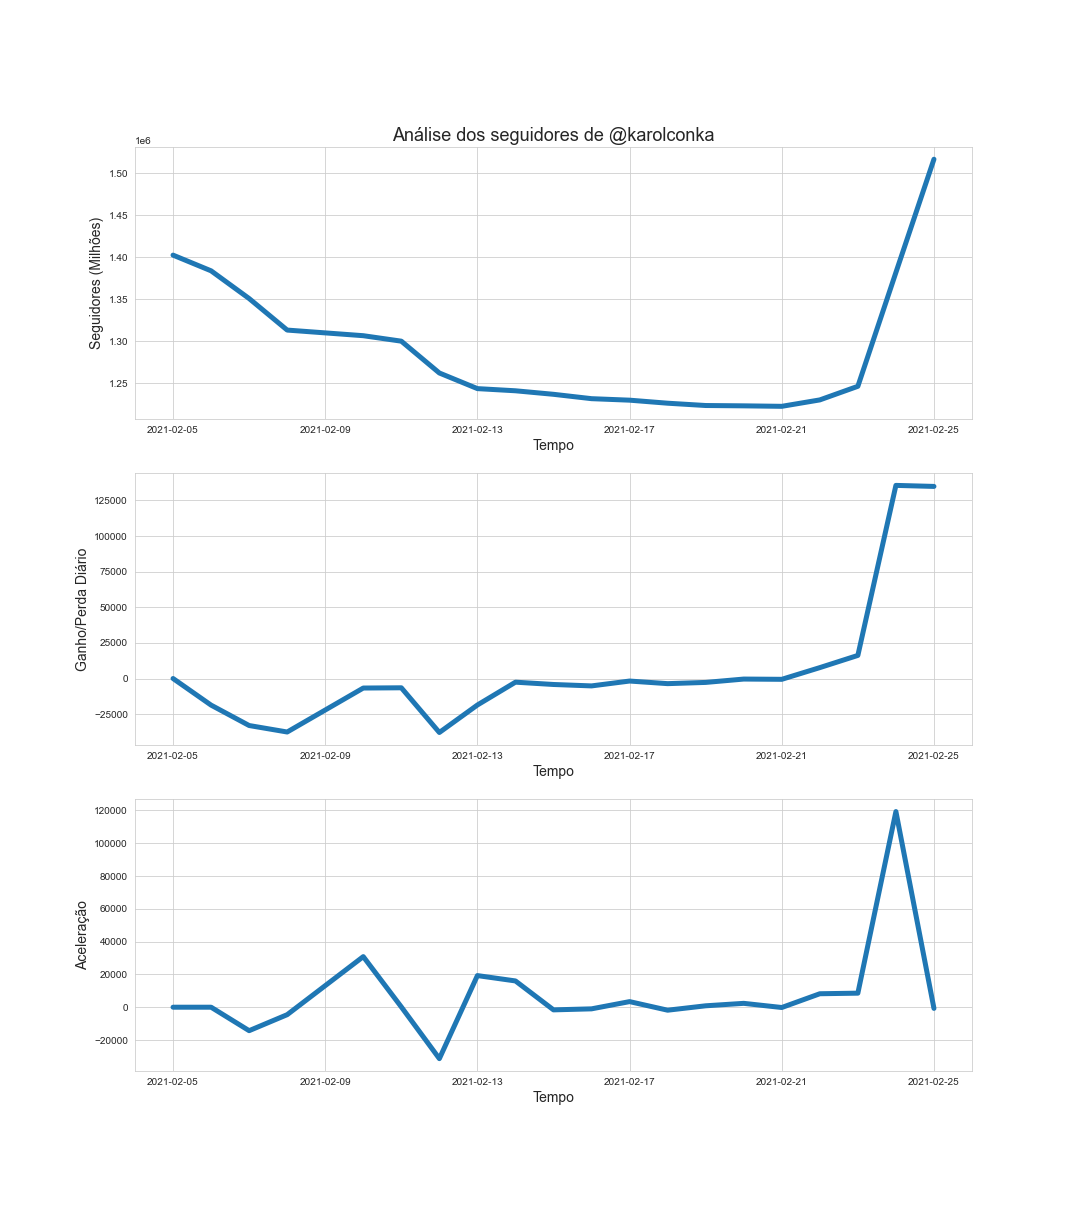 Análise dos seguidores de @karolconka
1e6
1.50
1.45
1.40
1.35
1.30
1.25
Seguidores (Milhões)
2021-02-05 2021-02-09 2021-02-13 2021-02-17 2021-02-21 2021-02-25
Tempo
125000
100000
75000
50000
25000
0
−25000
Ganho/Perda Diário
2021-02-05 2021-02-09 2021-02-13 2021-02-17 2021-02-21 2021-02-25
Tempo
120000
100000
80000
60000
40000
20000
0
−20000
Aceleração
2021-02-05 2021-02-09 2021-02-13 2021-02-17 2021-02-21 2021-02-25
Tempo